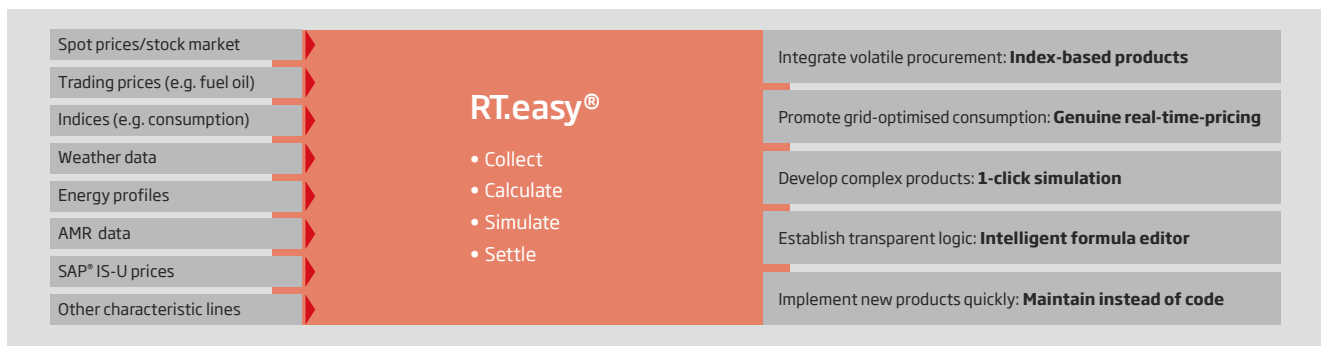 Spot prices/stock market
Trading prices (e.g. fuel oil)
Indices (e.g. consumption)
Weather data
Energy profiles
AMR data
SAP® IS-U prices
Other characteristic lines
RT.easy®
• Collect
• Calculate
• Simulate
• Settle
Integrate volatile procurement: Index-based products
Promote grid-optimised consumption: Genuine real-time-pricing
Develop complex products: 1-click simulation
Establish transparent logic: Intelligent formula editor
Implement new products quickly: Maintain instead of code